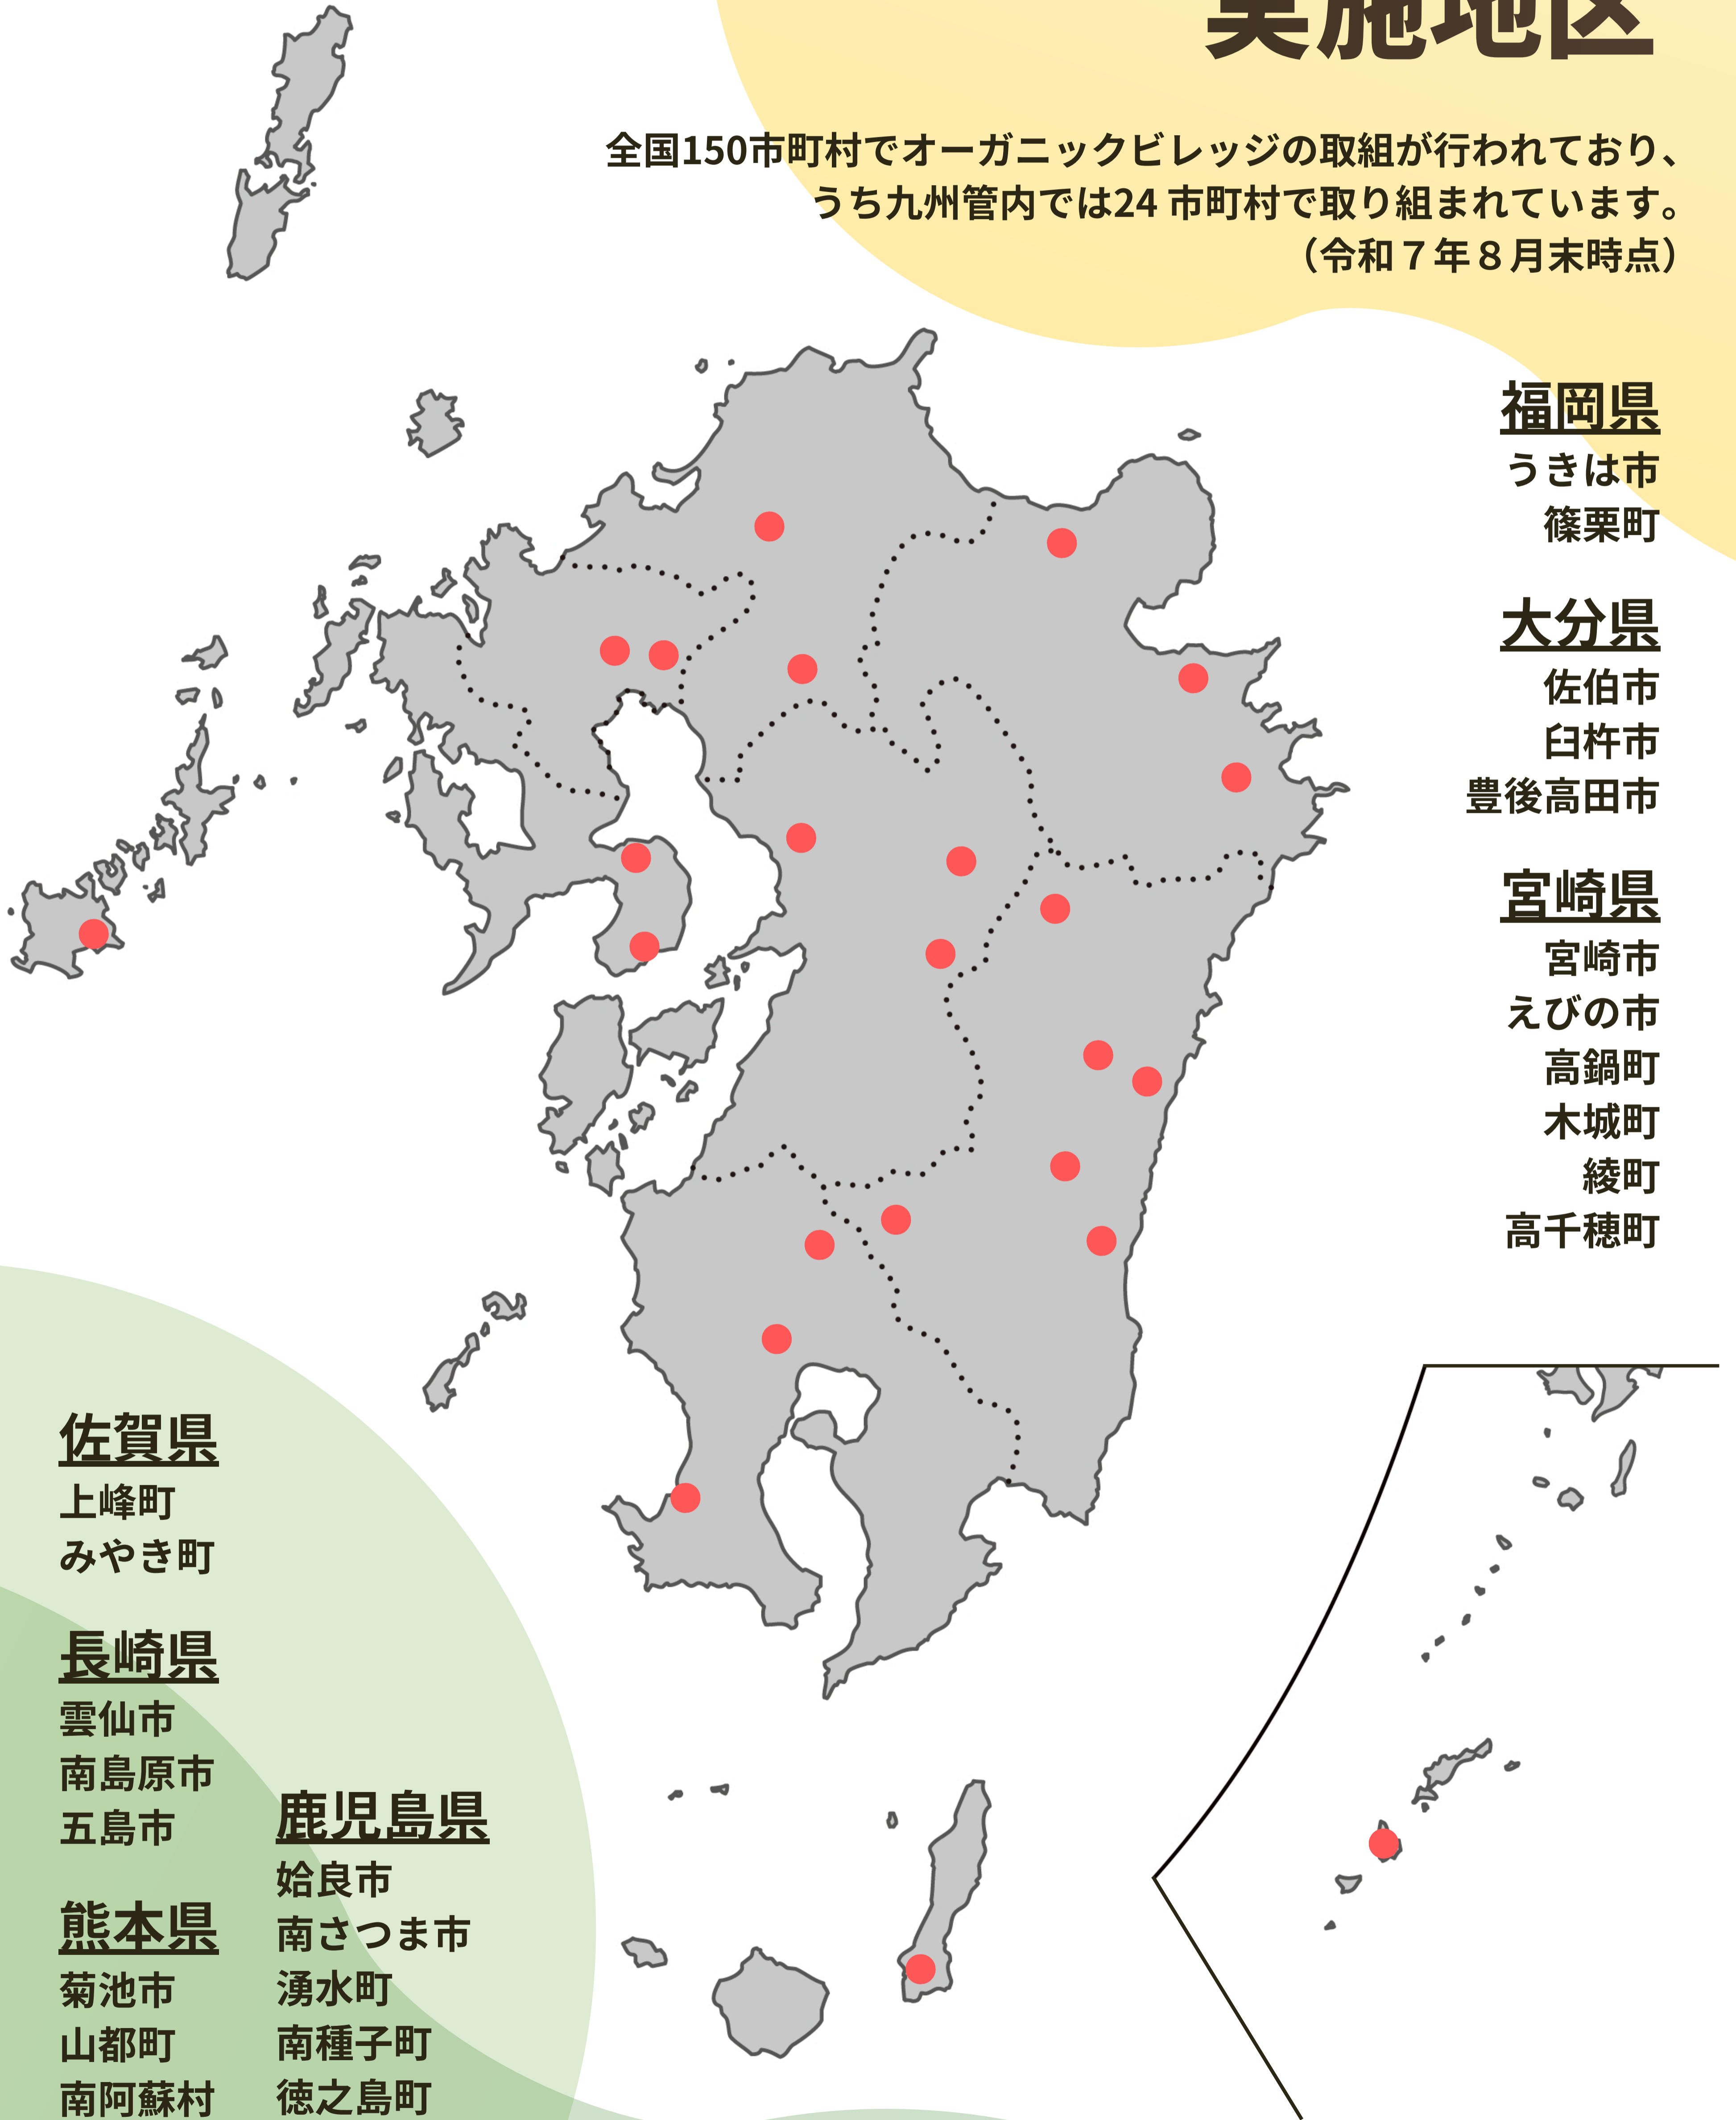 実施地区
全国150市町村でオーガニックビレッジの取組が行われており、
うち九州管内では24 市町村で取り組まれています。
（令和７年８月末時点）
福岡県
うきは市
篠栗町
大分県
佐伯市
臼杵市
豊後高田市
宮崎県
宮崎市
えびの市
高鍋町
木城町
綾町
高千穂町
佐賀県
上峰町
みやき町
長崎県
雲仙市
南島原市
五島市
熊本県
菊池市
山都町
南阿蘇村
鹿児島県
姶良市
南さつま市
湧水町
南種子町
徳之島町